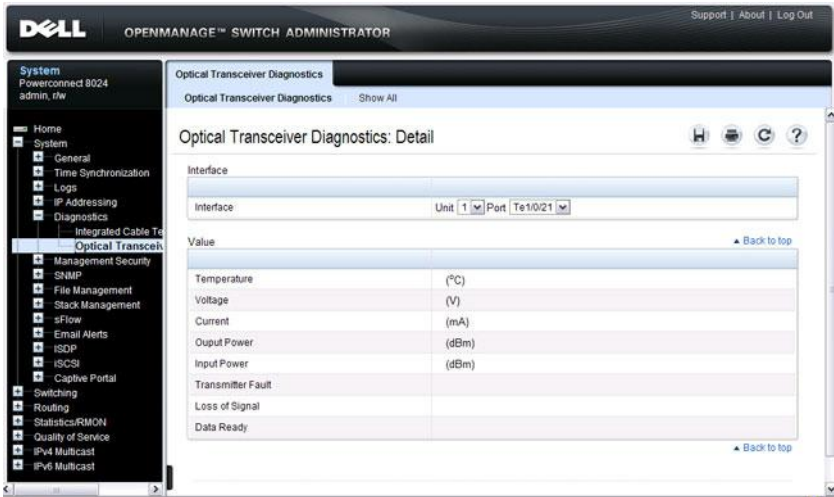 Support | About | Log Out
DELL
OPENMANAGE™ SWITCH ADMINISTRATOR
System
Powerconnect 8024
admin, r/w
Home
System
General
Time Synchronization
Logs
IP Addressing
Diagnostics
Integrated Cable Te
Optical Transceiv
Management Security
SNMP
File Management
Stack Management
sFlow
Email Alerts
ISDP
iSCSI
Captive Portal
Switching
Routing
Statistics/RMON
Quality of Service
IPv4 Multicast
IPv6 Multicast
Optical Transceiver Diagnostics
Optical Transceiver Diagnostics Show All
Optical Transceiver Diagnostics: Detail
Interface
Interface Unit 1 Port Te1/0/21
Value ▲ Back to top
Temperature (°C)
Voltage (V)
Current (mA)
Ouput Power (dBm)
Input Power (dBm)
Transmitter Fault
Loss of Signal
Data Ready
▲ Back to top